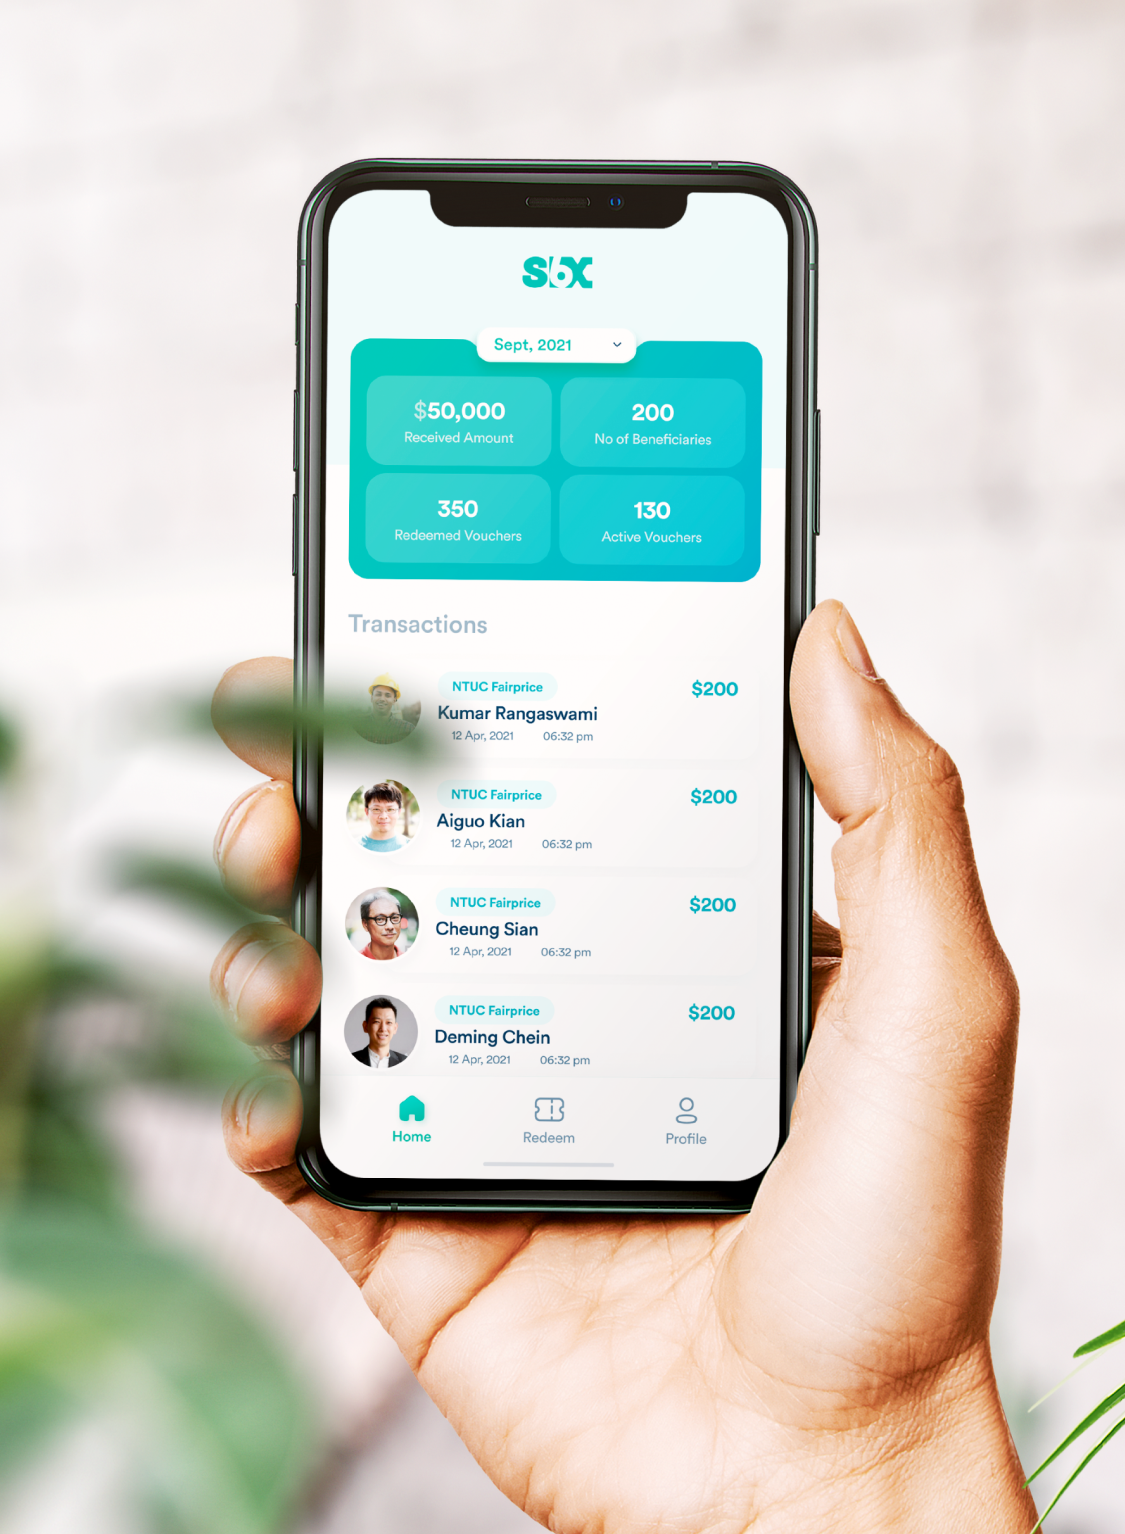 S6X
Sept, 2021
$50,000
Received Amount
200
No of Beneficiaries
350
Redeemed Vouchers
130
Active Vouchers
Transactions
NTUC Fairprice
$200
Kumar Rangaswami
12 Apr, 2021 06:32 pm
NTUC Fairprice
$200
Aiguo Kian
12 Apr, 2021 06:32 pm
NTUC Fairprice
$200
Cheung Sian
12 Apr, 2021 06:32 pm
NTUC Fairprice
$200
Deming Chein
12 Apr, 2021 06:32 pm
Home
Redeem
Profile